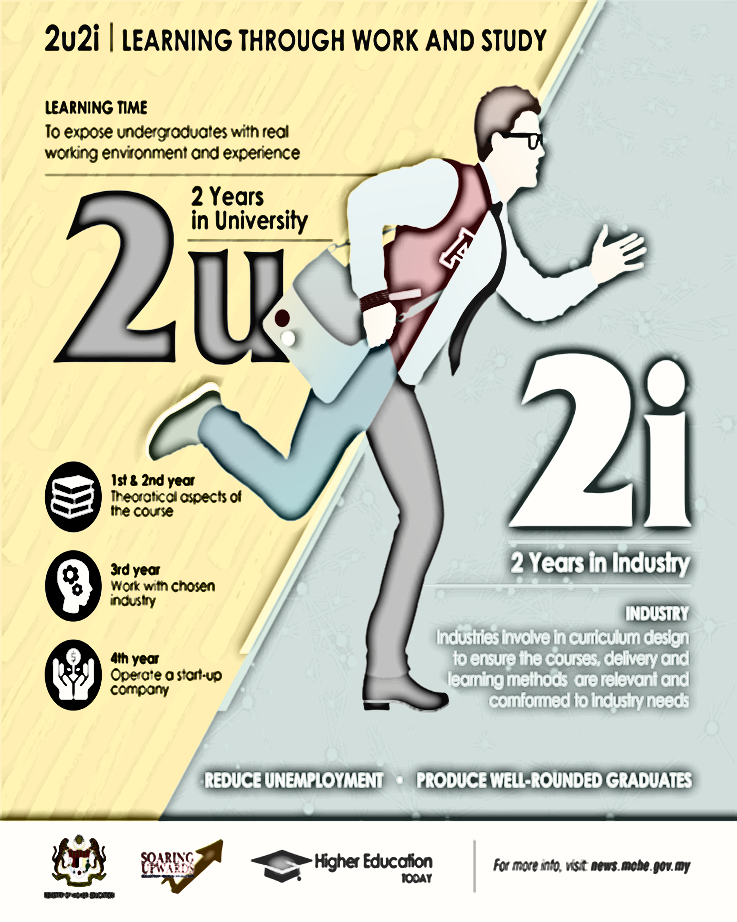 2u2i | LEARNING THROUGH WORK AND STUDY
LEARNING TIME
To expose undergraduates with real
working environment and experience
2u
2 Years
in University
1st & 2nd year
Theoratical aspects of
the course
3rd year
Work with chosen
industry
4th year
Operate a start-up
company
2i
2 Years in Industry
INDUSTRY
Industries involve in curriculum design
to ensure the courses, delivery and
learning methods are relevant and
comformed to industry needs
REDUCE UNEMPLOYMENT • PRODUCE WELL-ROUNDED GRADUATES
SOARING
UPWARDS
Higher Education
TODAY
For more info, visit: news.mohe.gov.my